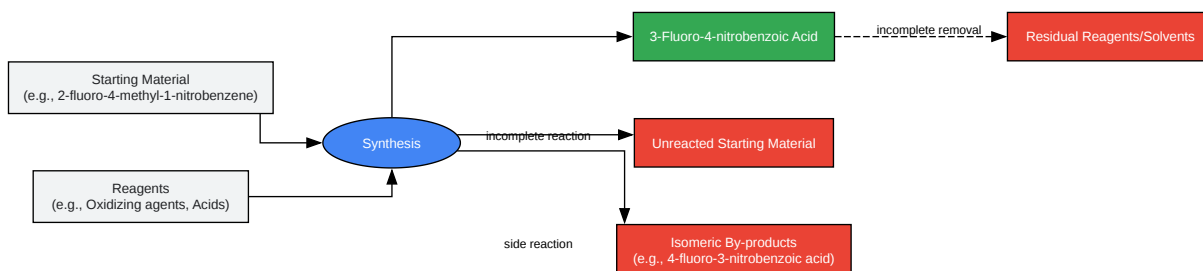 3-Fluoro-4-nitrobenzoic Acid
incomplete removal
Residual Reagents/Solvents
Starting Material
(e.g., 2-fluoro-4-methyl-1-nitrobenzene)
Synthesis
incomplete reaction
Unreacted Starting Material
Reagents
(e.g., Oxidizing agents, Acids)
side reaction
Isomeric By-products
(e.g., 4-fluoro-3-nitrobenzoic acid)